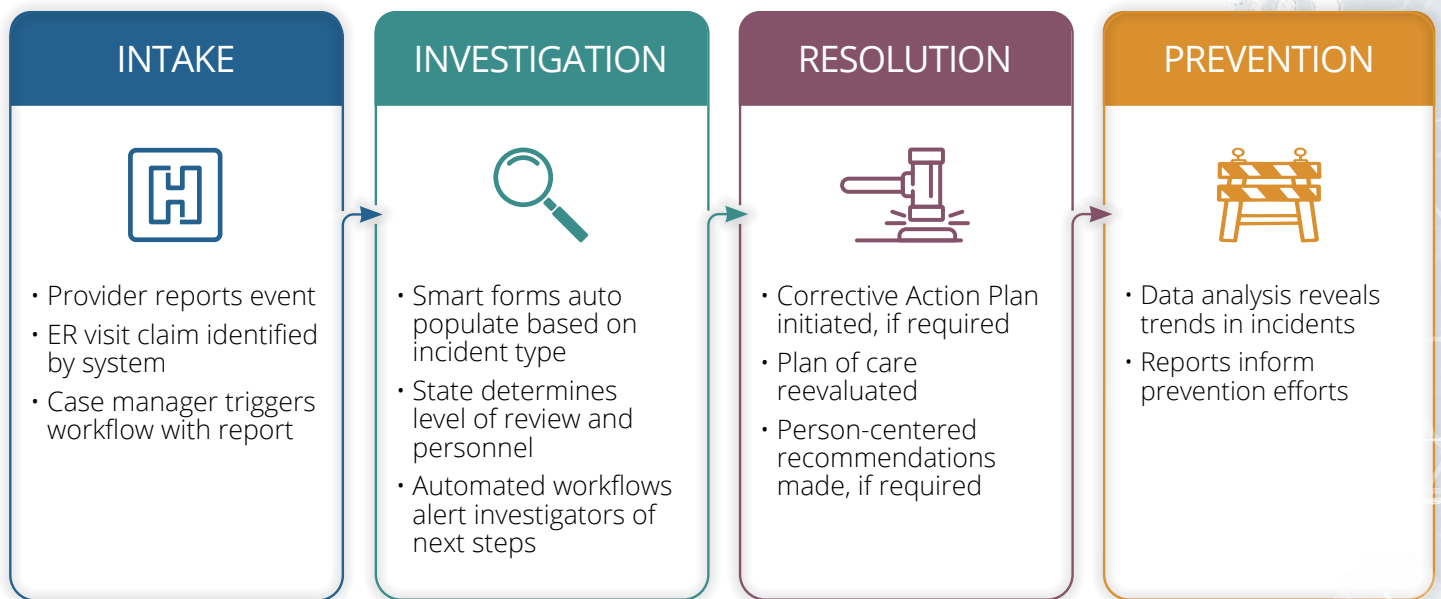 INTAKE
• Provider reports event
• ER visit claim identified
by system
• Case manager triggers
workflow with report
INVESTIGATION
• Smart forms auto
populate based on
incident type
• State determines
level of review and
personnel
• Automated workflows
alert investigators of
next steps
RESOLUTION
• Corrective Action Plan
initiated, if required
• Plan of care
reevaluated
• Person-centered
recommendations
made, if required
PREVENTION
• Data analysis reveals
trends in incidents
• Reports inform
prevention efforts